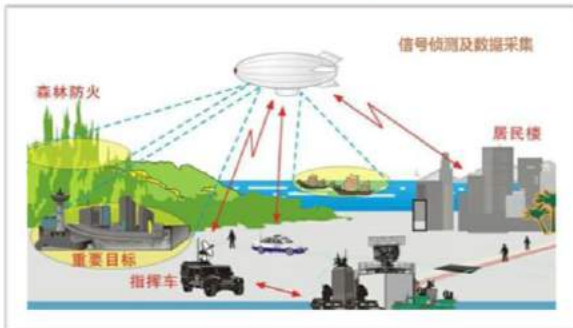 信号侦测及数据采集
森林防火
居民楼
重要目标
指挥车